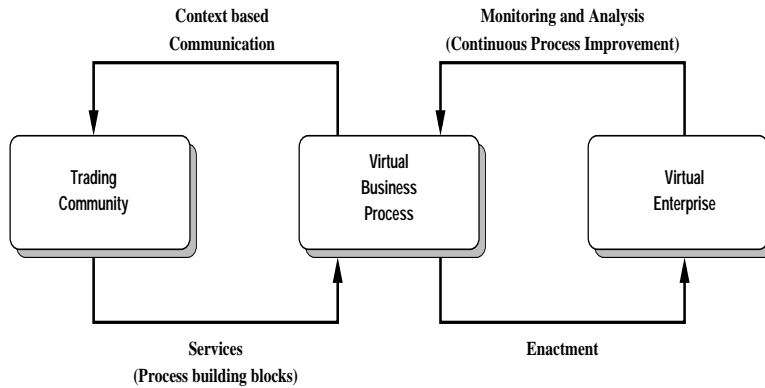 Context based
Communication
Monitoring and Analysis
(Continuous Process Improvement)
Trading
Community
Virtual
Business
Process
Virtual
Enterprise
Services
(Process building blocks)
Enactment